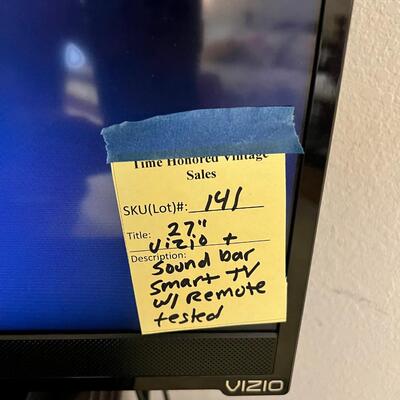 Time Honored Vintage
Sales
SKU(Lot)#: 141
Title: 27"
Vizio +
Description:
Sound bar
Smart TV
w/ Remote
tested
VIZIO